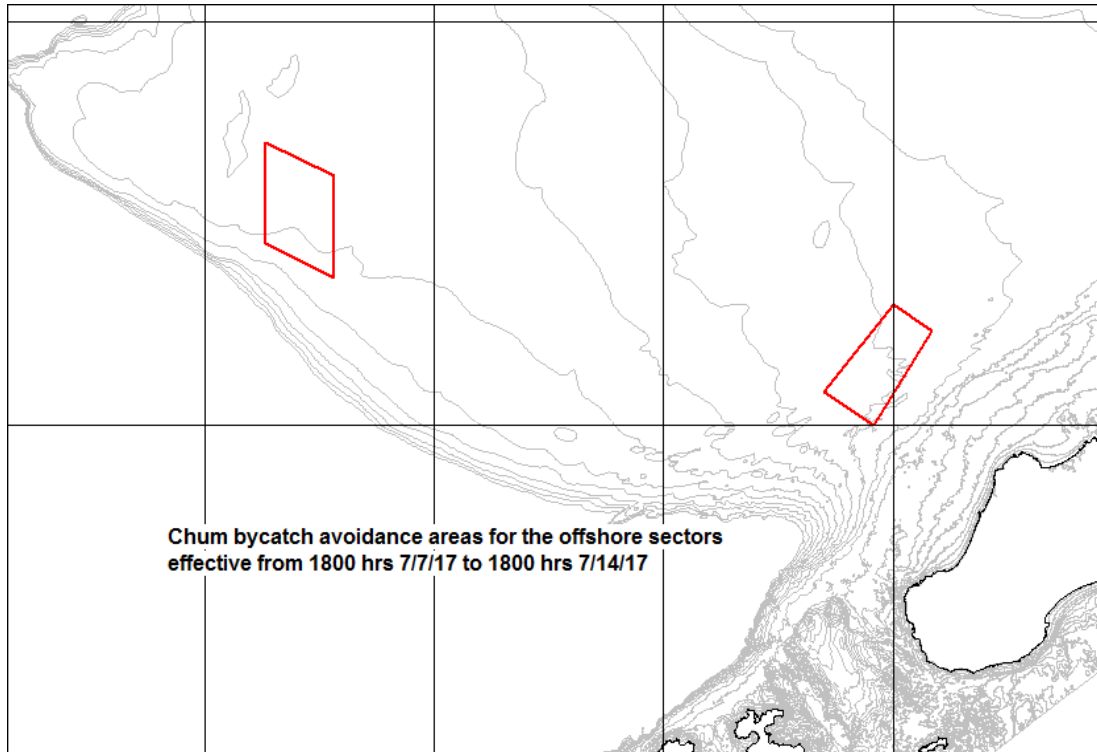 Chum bycatch avoidance areas for the offshore sectors
effective from 1800 hrs 7/7/17 to 1800 hrs 7/14/17